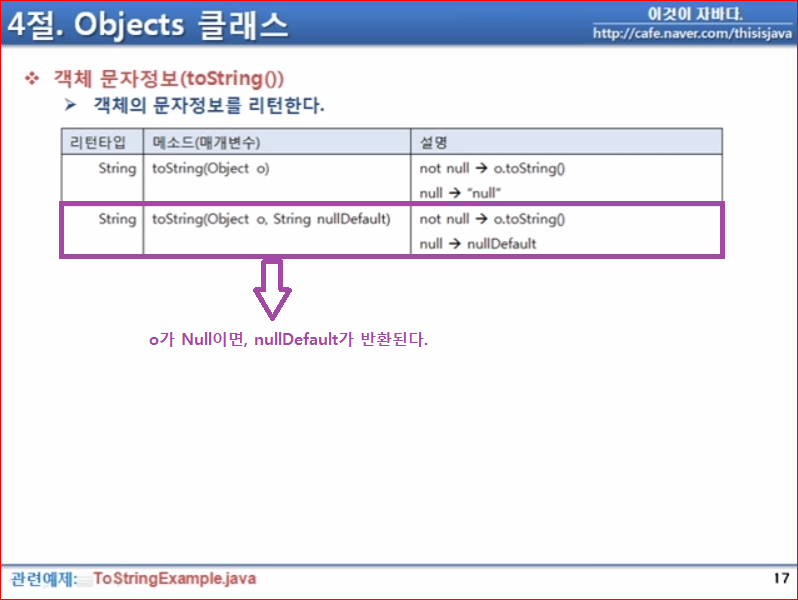 4절. Objects 클래스
이것이 자바다.
http://cafe.naver.com/thisisjava
객체 문자정보(toString())
객체의 문자정보를 리턴한다.
리턴타입 메소드(매개변수) 설명
String toString(Object o) not null → o.toString()
null → “null”
String toString(Object o, String nullDefault) not null → o.toString()
null → nullDefault
o가 Null이면, nullDefault가 반환된다.
관련예제: ToStringExample.java
17